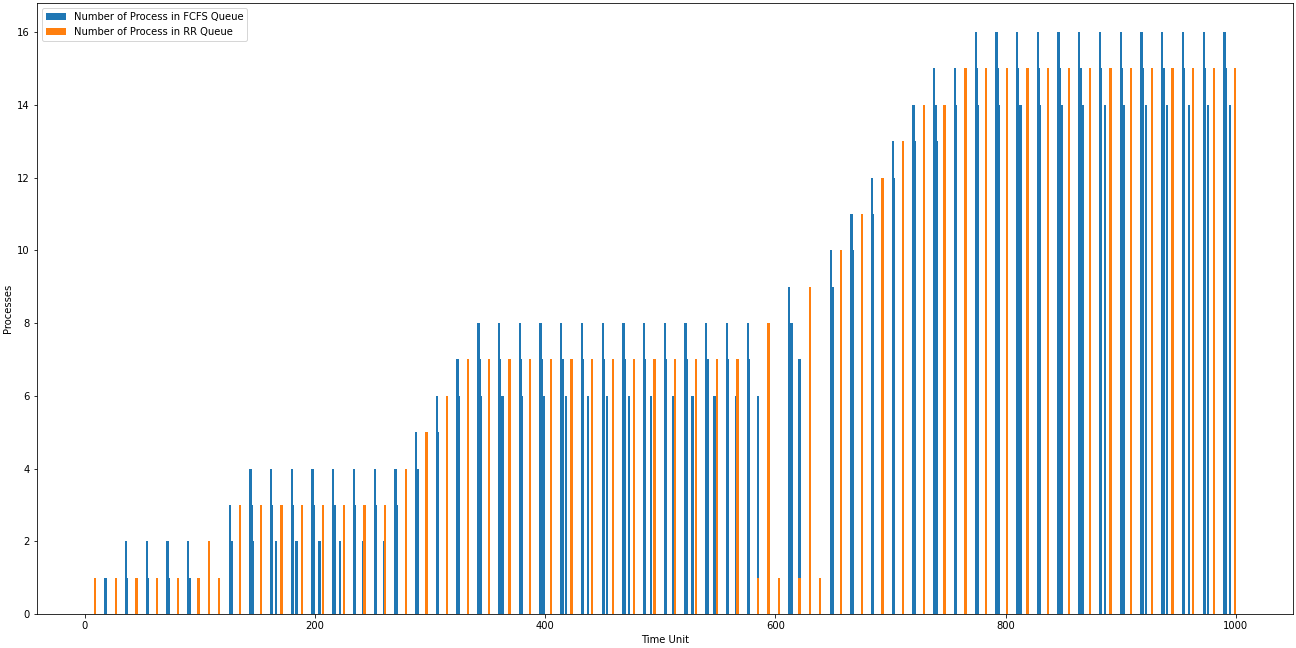 Number of Process in FCFS Queue
Number of Process in RR Queue
16
14
12
10
8
6
4
2
0
Processes
0 200 400 600 800 1000
Time Unit